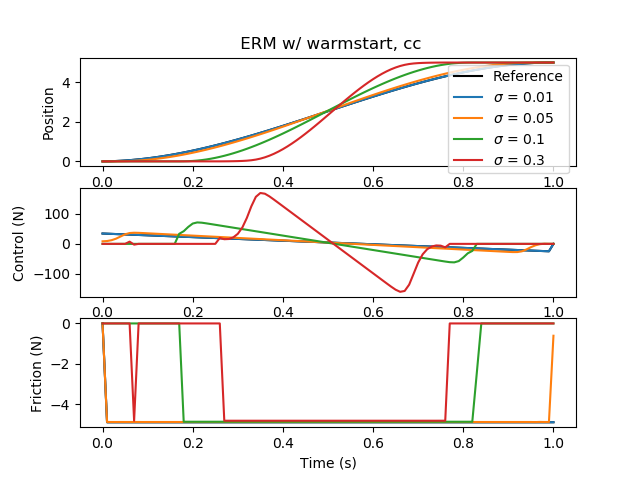 ERM w/ warmstart, cc
Position
4
2
0
Reference
σ = 0.01
σ = 0.05
σ = 0.1
σ = 0.3
0.0 0.2 0.4 0.6 0.8 1.0
Control (N)
100
0
−100
0.0 0.2 0.4 0.6 0.8 1.0
Friction (N)
0
−2
−4
0.0 0.2 0.4 0.6 0.8 1.0
Time (s)